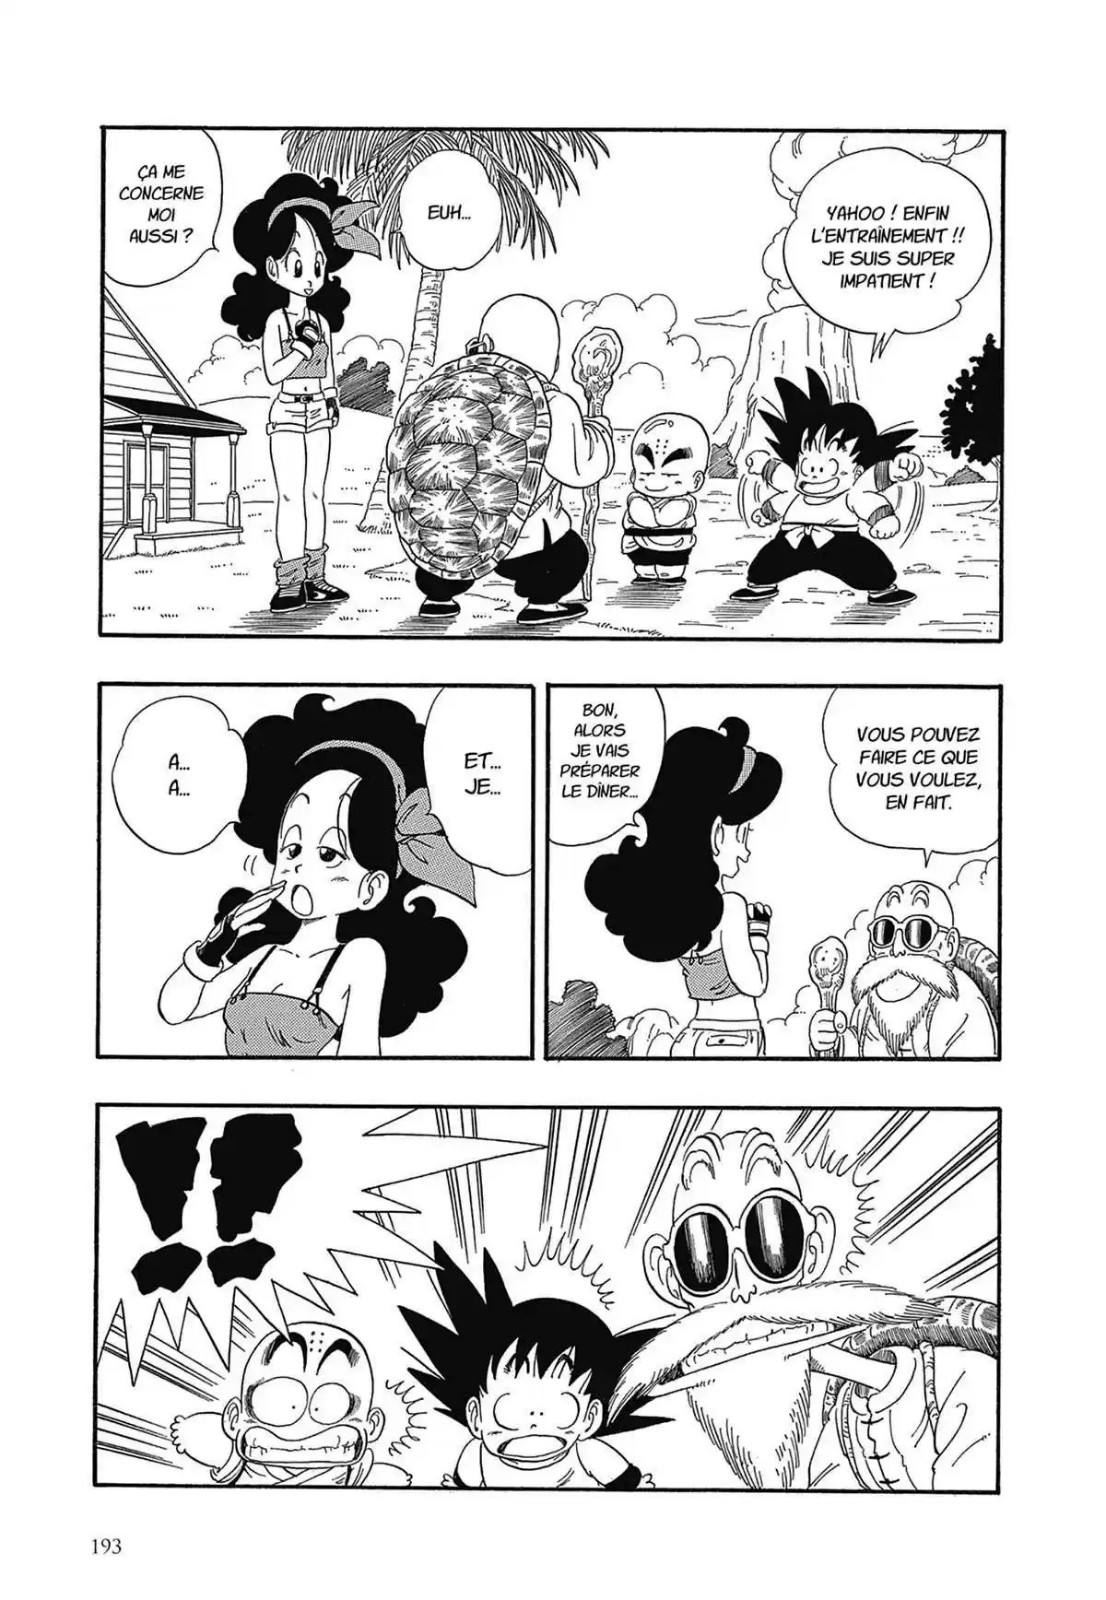 YAHOO ! ENFIN
L'ENTRAÎNEMENT !!
JE SUIS SUPER
IMPATIENT !
EUH...
ÇA ME
CONCERNE
MOI
AUSSI ?
VOUS POUVEZ
FAIRE CE QUE
VOUS VOULEZ,
EN FAIT.
BON,
ALORS
JE VAIS
PRÉPARER
LE DÎNER...
ET...
JE...
A...
A...
!!
193